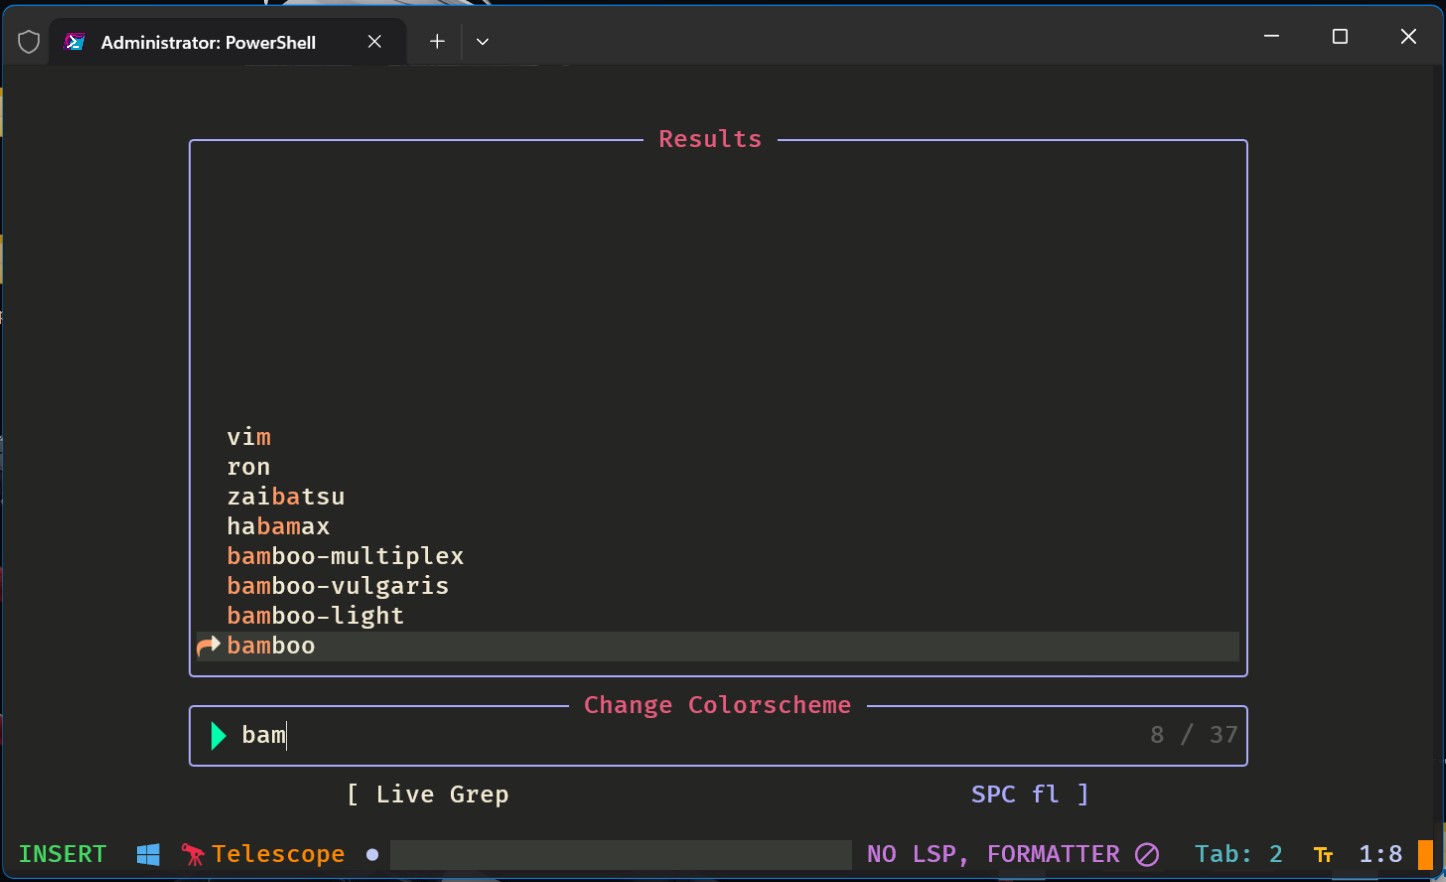 Administrator: PowerShell
Results
vim
ron
zaibatsu
habamax
bamboo-multiplex
bamboo-vulgaris
bamboo-light
bamboo
Change Colorscheme
bam 8 / 37
[ Live Grep SPC fl ]
INSERT Telescope NO LSP, FORMATTER Tab: 2 1:8